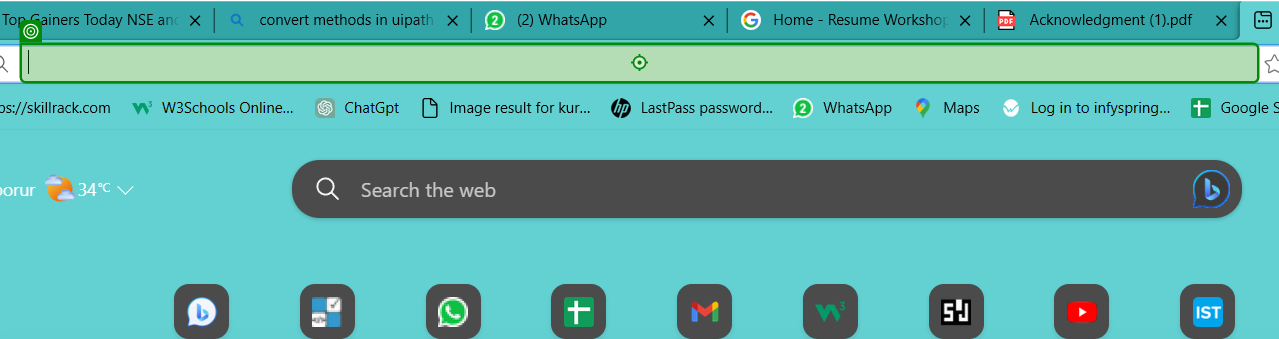 Top Gainers Today NSE and
convert methods in uipath
(2) WhatsApp
Home - Resume Workshop
Acknowledgment (1).pdf
ps://skillrack.com
W3Schools Online...
ChatGpt
Image result for kur...
LastPass password...
WhatsApp
Maps
Log in to infyspring...
Google S
porur
34°C
Search the web
IST